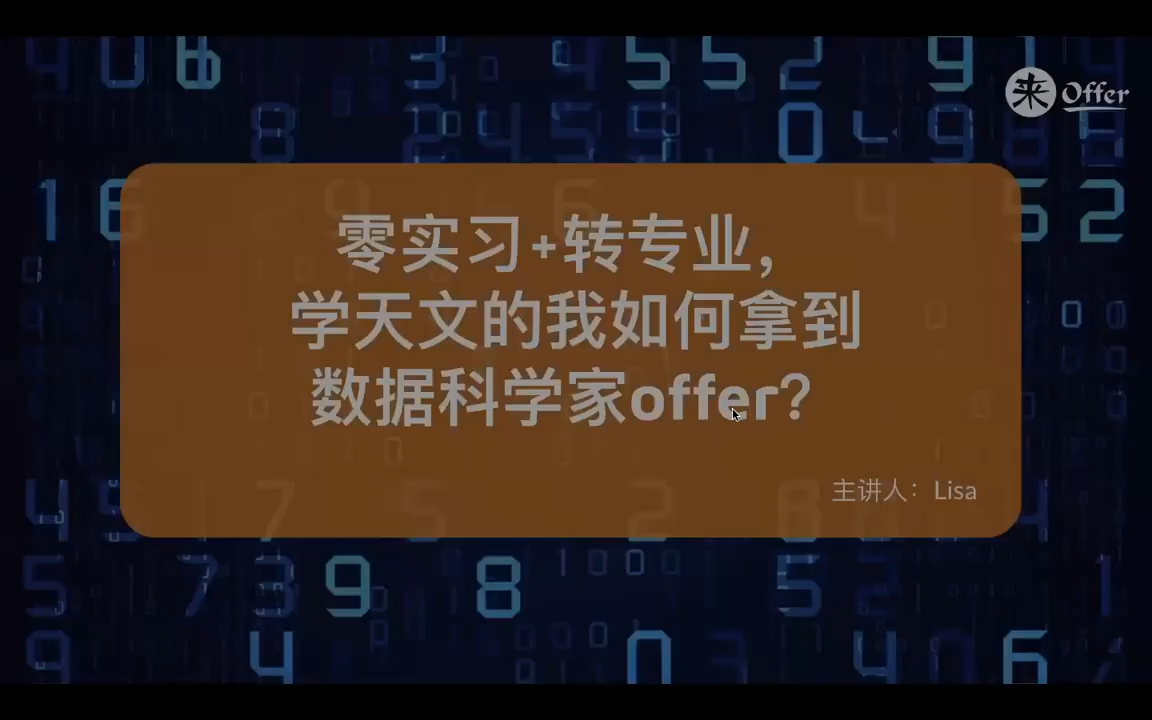 来Offer
零实习+转专业，
学天文的我如何拿到
数据科学家offer？
主讲人：Lisa